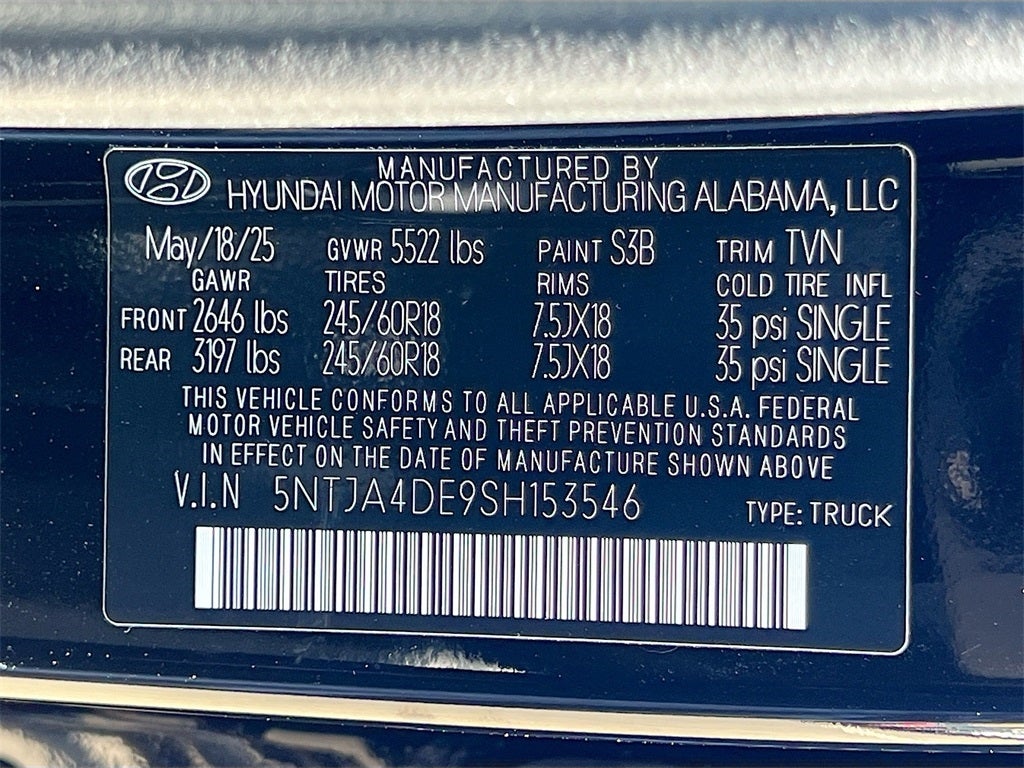 MANUFACTURED BY
HYUNDAI MOTOR MANUFACTURING ALABAMA, LLC
May/18/25 GVWR 5522 lbs PAINT S3B TRIM TVN
GAWR TIRES RIMS COLD TIRE INFL
FRONT 2646 lbs 245/60R18 7.5JX18 35 psi SINGLE
REAR 3197 lbs 245/60R18 7.5JX18 35 psi SINGLE
THIS VEHICLE CONFORMS TO ALL APPLICABLE U.S.A. FEDERAL
MOTOR VEHICLE SAFETY AND THEFT PREVENTION STANDARDS
IN EFFECT ON THE DATE OF MANUFACTURE SHOWN ABOVE
V.I.N 5NTJA4DE9SH153546 TYPE: TRUCK